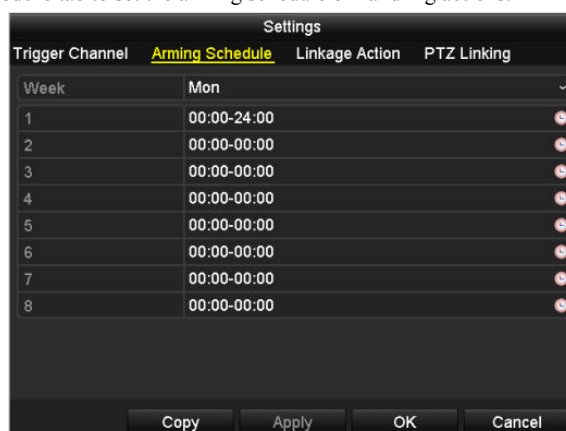 Settings
Trigger Channel Arming Schedule Linkage Action PTZ Linking
Week Mon
1 00:00-24:00
2 00:00-00:00
3 00:00-00:00
4 00:00-00:00
5 00:00-00:00
6 00:00-00:00
7 00:00-00:00
8 00:00-00:00
Copy Apply OK Cancel